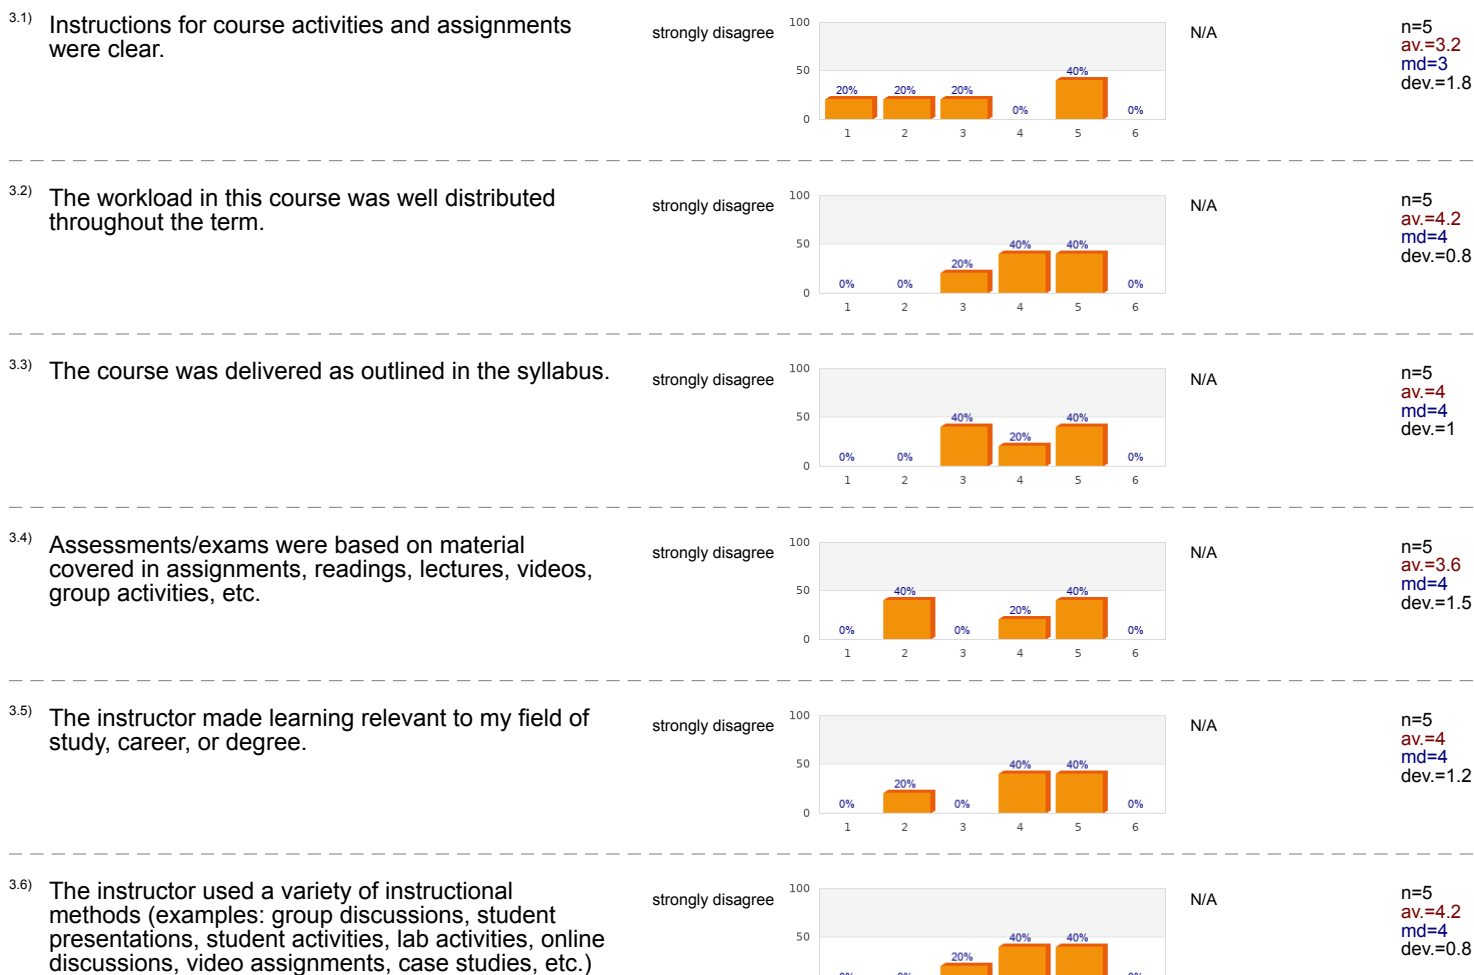 3.1) Instructions for course activities and assignments
were clear.
strongly disagree
100
50
0
20% 20% 20% 0% 40% 0%
1 2 3 4 5 6
N/A
n=5
av.=3.2
md=3
dev.=1.8
3.2) The workload in this course was well distributed
throughout the term.
strongly disagree
100
50
0
0% 0% 20% 40% 40% 0%
1 2 3 4 5 6
N/A
n=5
av.=4.2
md=4
dev.=0.8
3.3) The course was delivered as outlined in the syllabus.
strongly disagree
100
50
0
0% 0% 40% 20% 40% 0%
1 2 3 4 5 6
N/A
n=5
av.=4
md=4
dev.=1
3.4) Assessments/exams were based on material
covered in assignments, readings, lectures, videos,
group activities, etc.
strongly disagree
100
50
0
0% 40% 0% 20% 40% 0%
1 2 3 4 5 6
N/A
n=5
av.=3.6
md=4
dev.=1.5
3.5) The instructor made learning relevant to my field of
study, career, or degree.
strongly disagree
100
50
0
0% 20% 0% 40% 40% 0%
1 2 3 4 5 6
N/A
n=5
av.=4
md=4
dev.=1.2
3.6) The instructor used a variety of instructional
methods (examples: group discussions, student
presentations, student activities, lab activities, online
discussions, video assignments, case studies, etc.)
strongly disagree
100
50
20% 40% 40%
N/A
n=5
av.=4.2
md=4
dev.=0.8